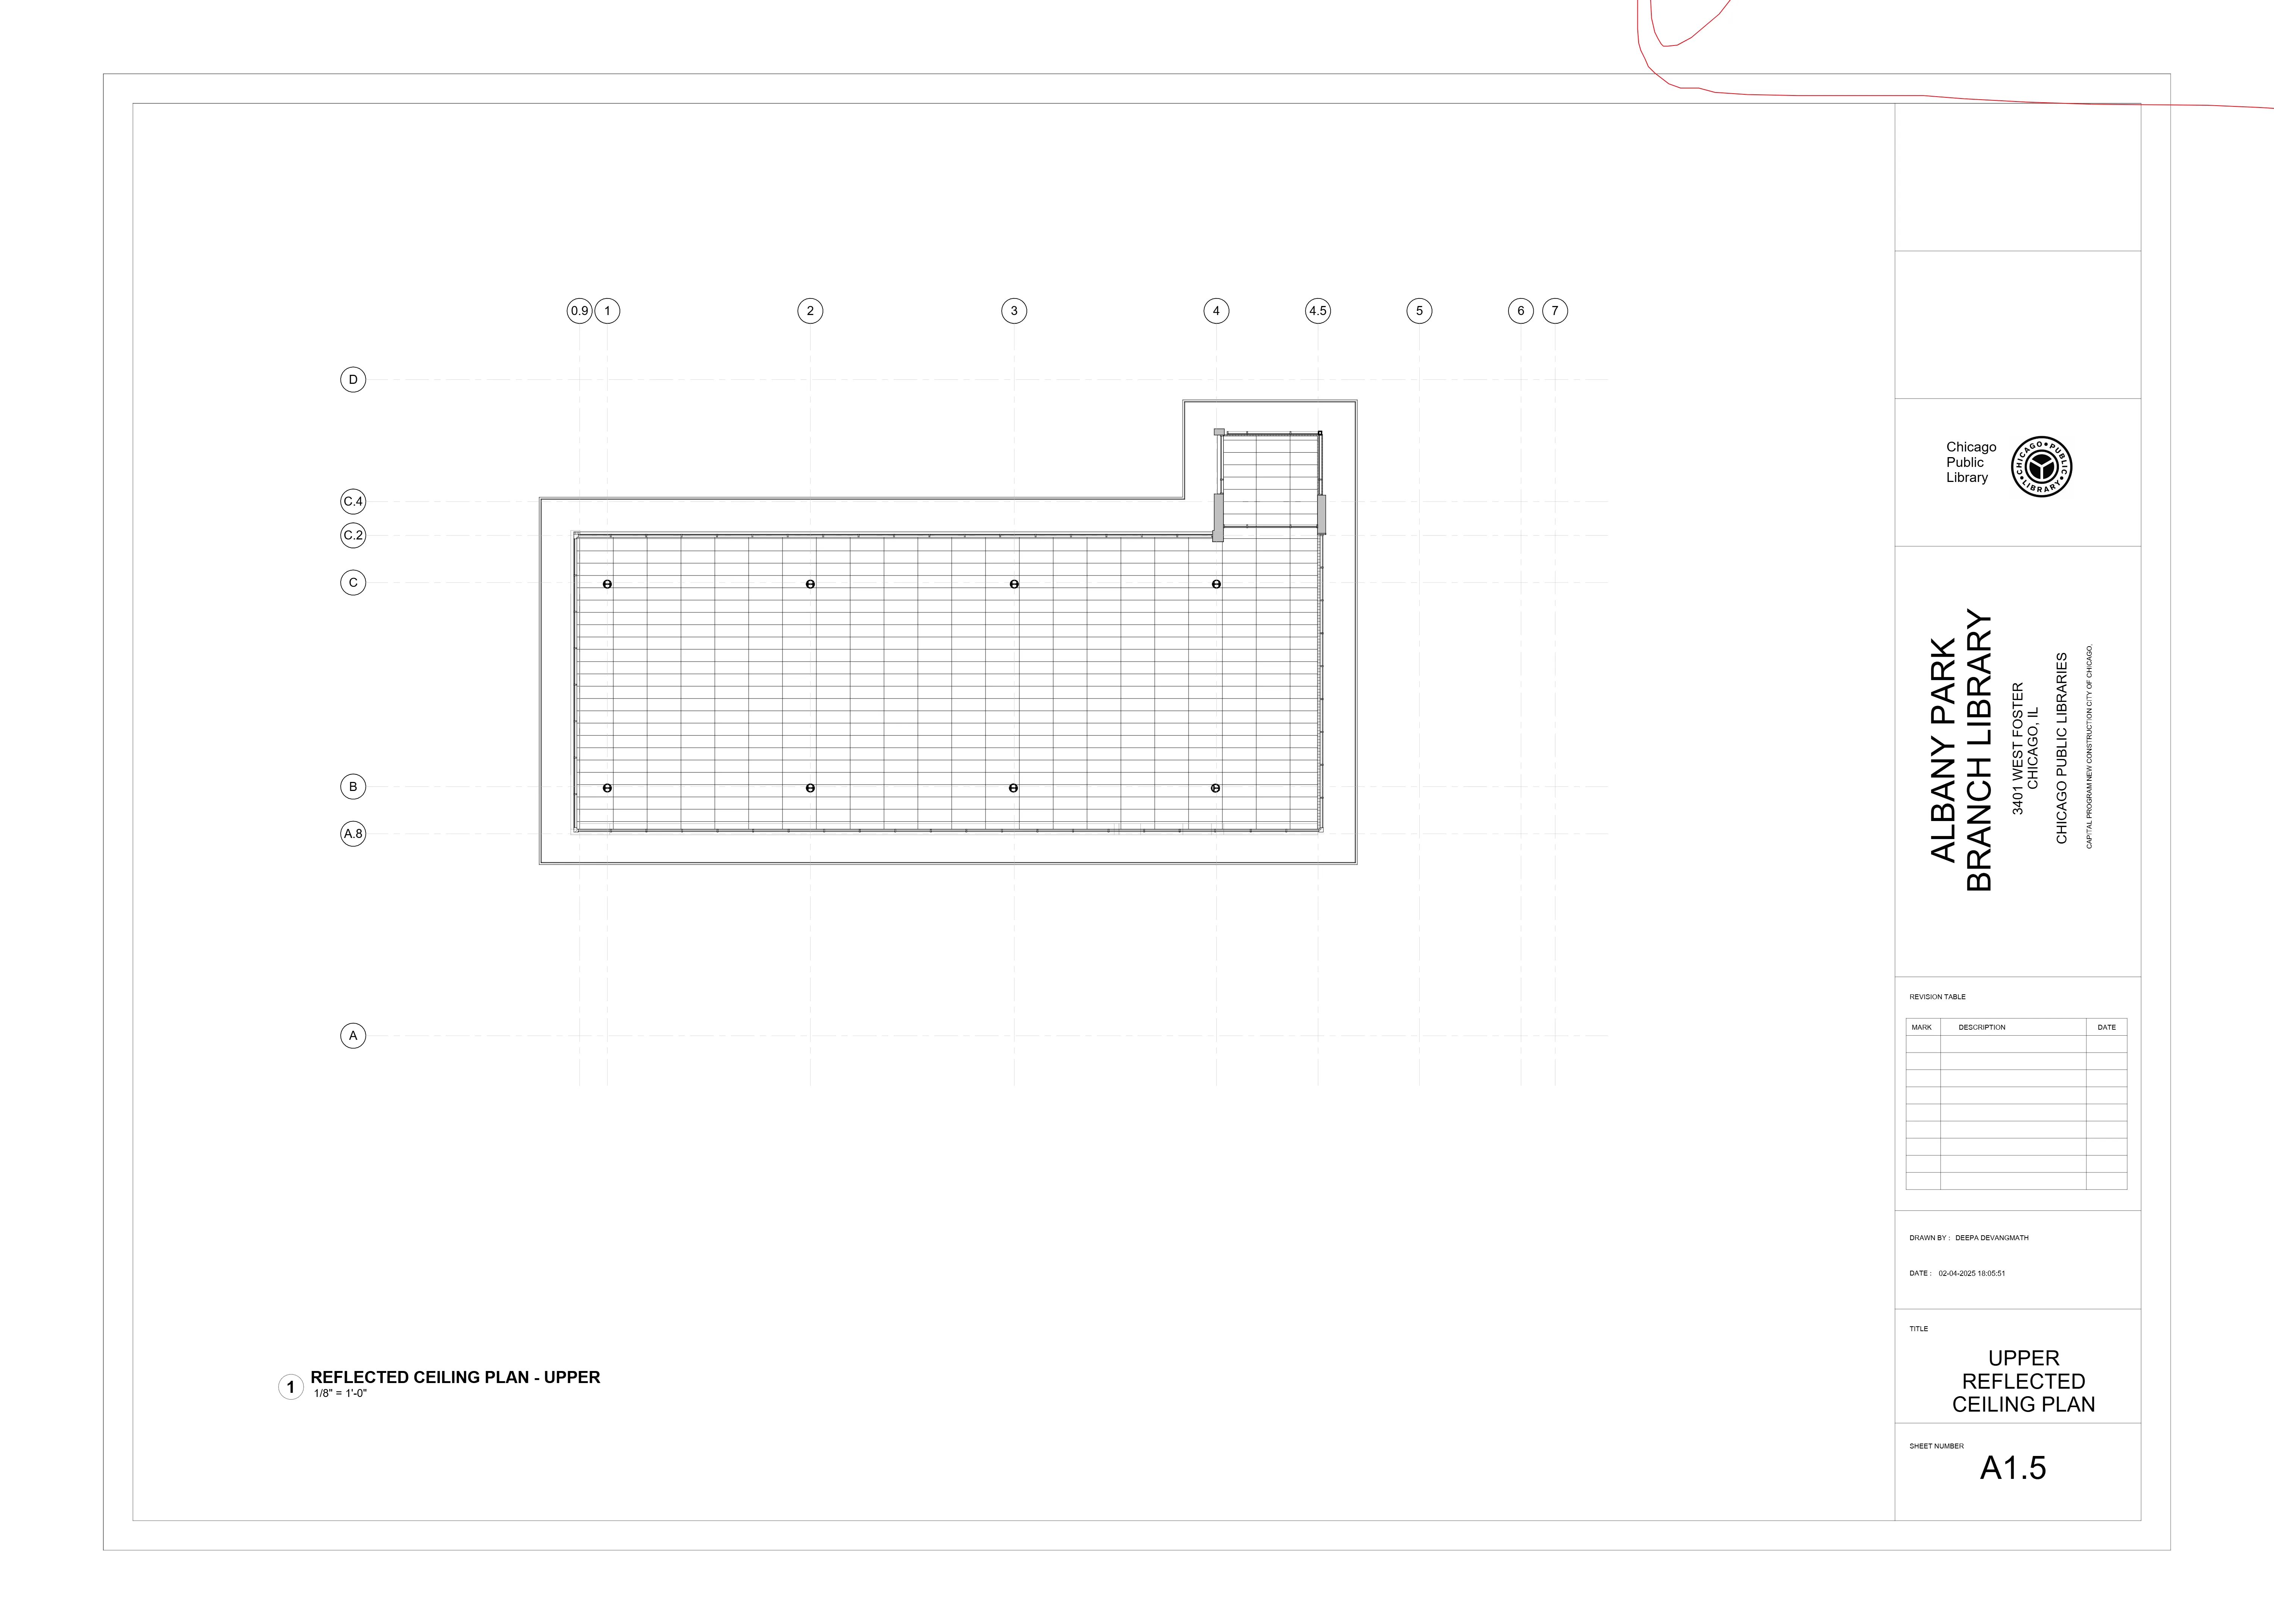 0.9
1
2
3
4
4.5
5
6
7
D
C.4
C.2
C
B
A.8
A
1
REFLECTED CEILING PLAN - UPPER
1/8" = 1'-0"
Chicago
Public
Library
CHICAGO PUBLIC
LIBRARY
ALBANY PARK
BRANCH LIBRARY
3401 WEST FOSTER
CHICAGO, IL
CHICAGO PUBLIC LIBRARIES
CAPITAL PROGRAM NEW CONSTRUCTION CITY OF CHICAGO.
REVISION TABLE
MARK DESCRIPTION DATE
DRAWN BY : DEEPA DEVANGMATH
DATE : 02-04-2025 18:05:51
TITLE
UPPER
REFLECTED
CEILING PLAN
SHEET NUMBER
A1.5